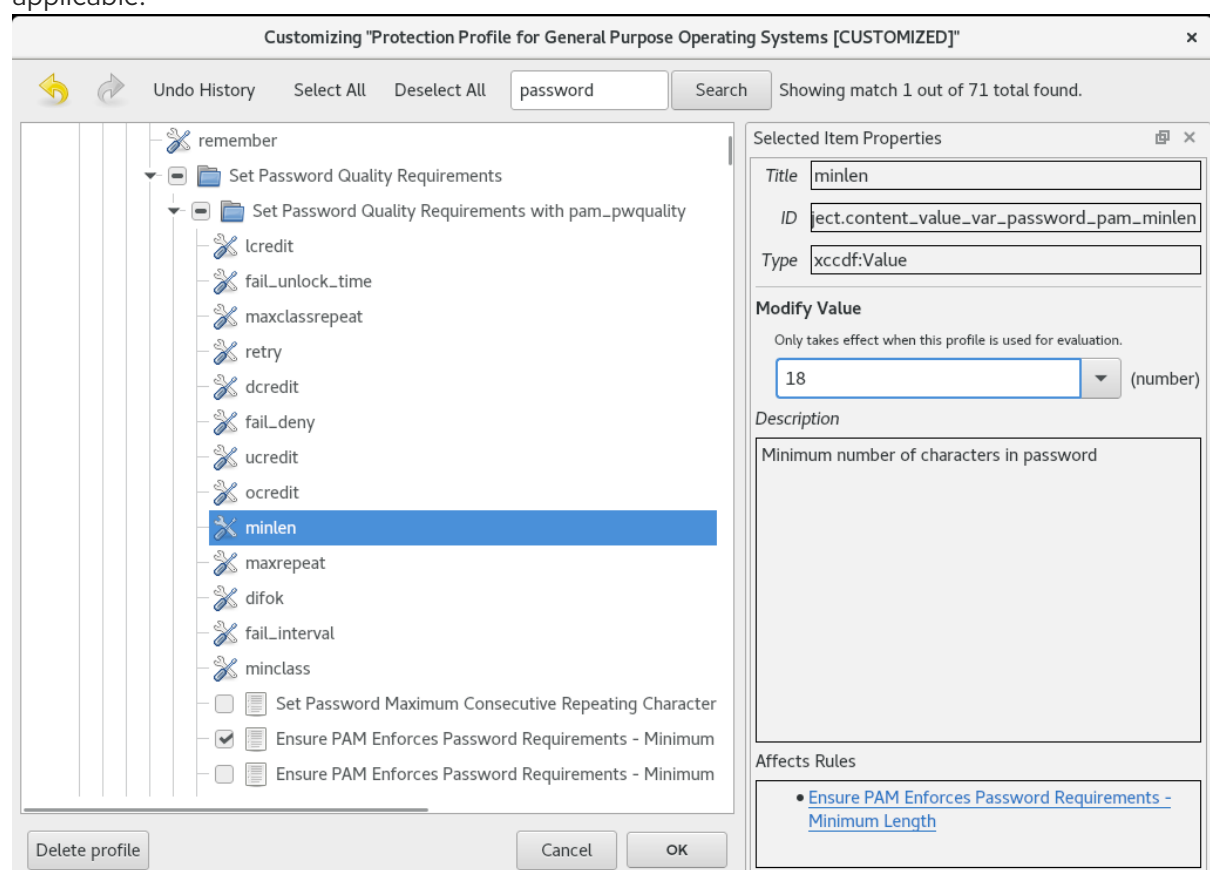 applicable.
Customizing "Protection Profile for General Purpose Operating Systems [CUSTOMIZED]"
Undo History Select All Deselect All password Search Showing match 1 out of 71 total found.
remember
Set Password Quality Requirements
Set Password Quality Requirements with pam_pwquality
lcredit
fail_unlock_time
maxclassrepeat
retry
dcredit
fail_deny
ucredit
ocredit
minlen
maxrepeat
difok
fail_interval
minclass
Set Password Maximum Consecutive Repeating Character
Ensure PAM Enforces Password Requirements - Minimum
Ensure PAM Enforces Password Requirements - Minimum
Delete profile Cancel OK
Selected Item Properties
Title minlen
ID ject.content_value_var_password_pam_minlen
Type xccdf:Value
Modify Value
Only takes effect when this profile is used for evaluation.
18 (number)
Description
Minimum number of characters in password
Affects Rules
Ensure PAM Enforces Password Requirements -
Minimum Length